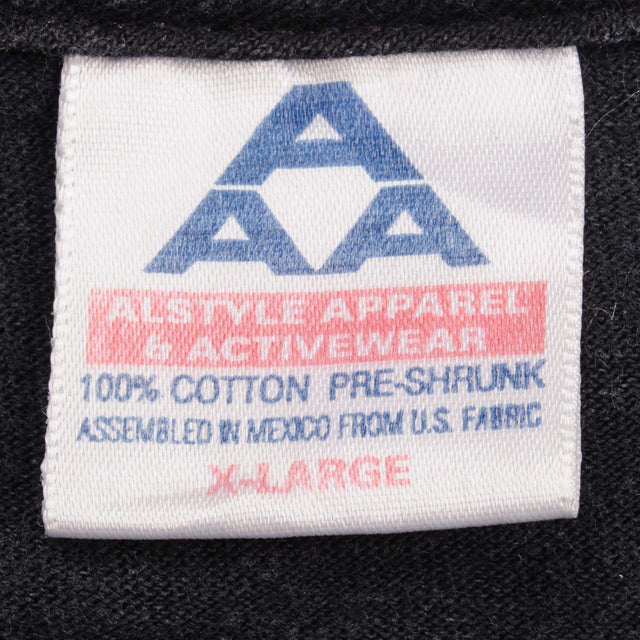 A
A A
ALSTYLE APPAREL
& ACTIVEWEAR
100% COTTON PRE-SHRUNK
ASSEMBLED IN MEXICO FROM U.S. FABRIC
X-LARGE